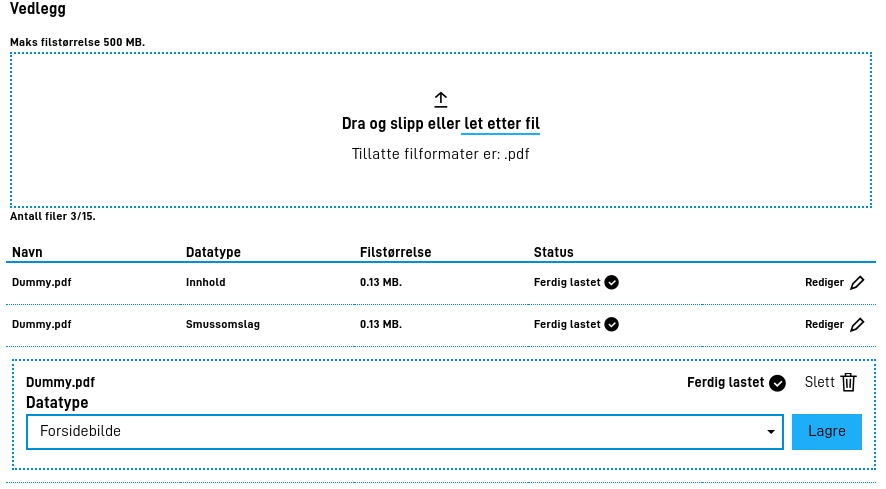 Vedlegg
Maks filstørrelse 500 MB.
Dra og slipp eller let etter fil
Tillatte filformater er: .pdf
Antall filer 3/15.
Navn Datatype Filstørrelse Status
Dummy.pdf Innhold 0.13 MB. Ferdig lastet Rediger
Dummy.pdf Smussomslag 0.13 MB. Ferdig lastet Rediger
Dummy.pdf Ferdig lastet Slett
Datatype
Forsidebilde Lagre